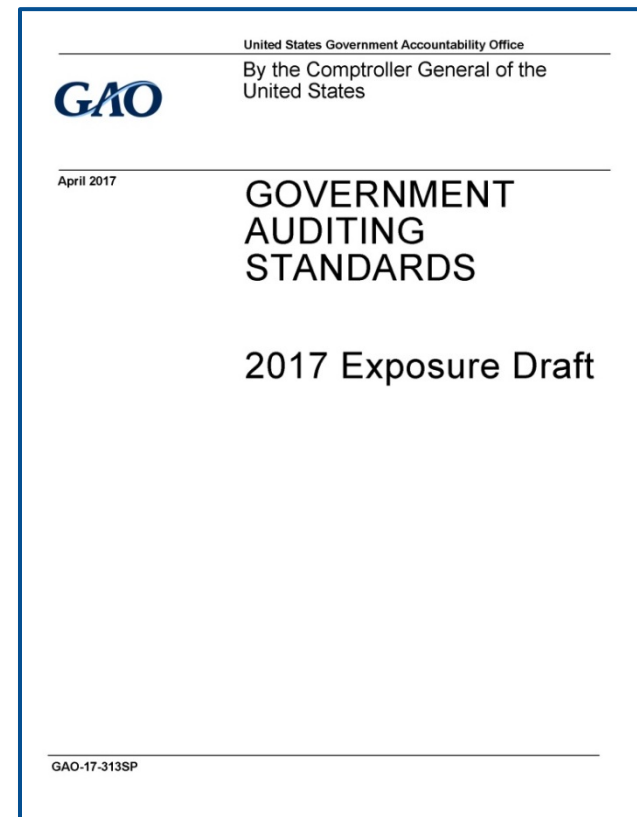 United States Government Accountability Office
By the Comptroller General of the
United States
GAO
April 2017
GOVERNMENT
AUDITING
STANDARDS
2017 Exposure Draft
GAO-17-313SP